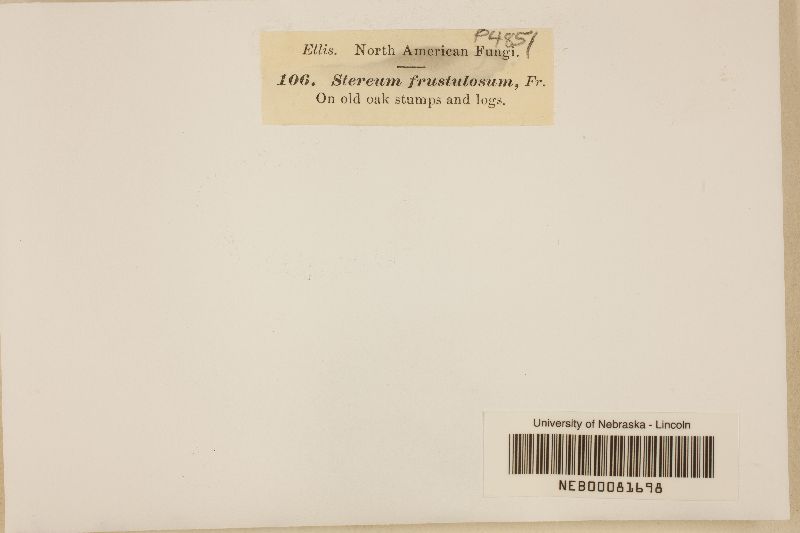 P4851
Ellis. North American Fungi.
106. Stereum frustulosum, Fr.
On old oak stumps and logs.
University of Nebraska - Lincoln
NEB00081698